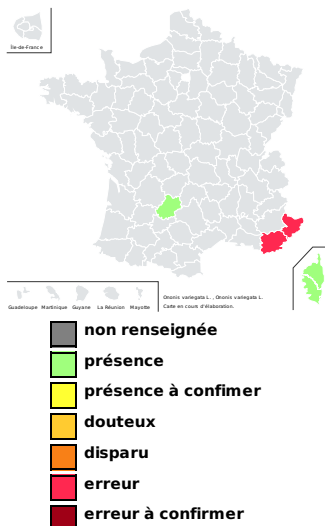 Île-de-France
Guadeloupe Martinique Guyane La Réunion Mayotte
Ononis variegata L. , Ononis variegata L.
Carte en cours d'élaboration.
non renseignée
présence
présence à confimer
douteux
disparu
erreur
erreur à confirmer